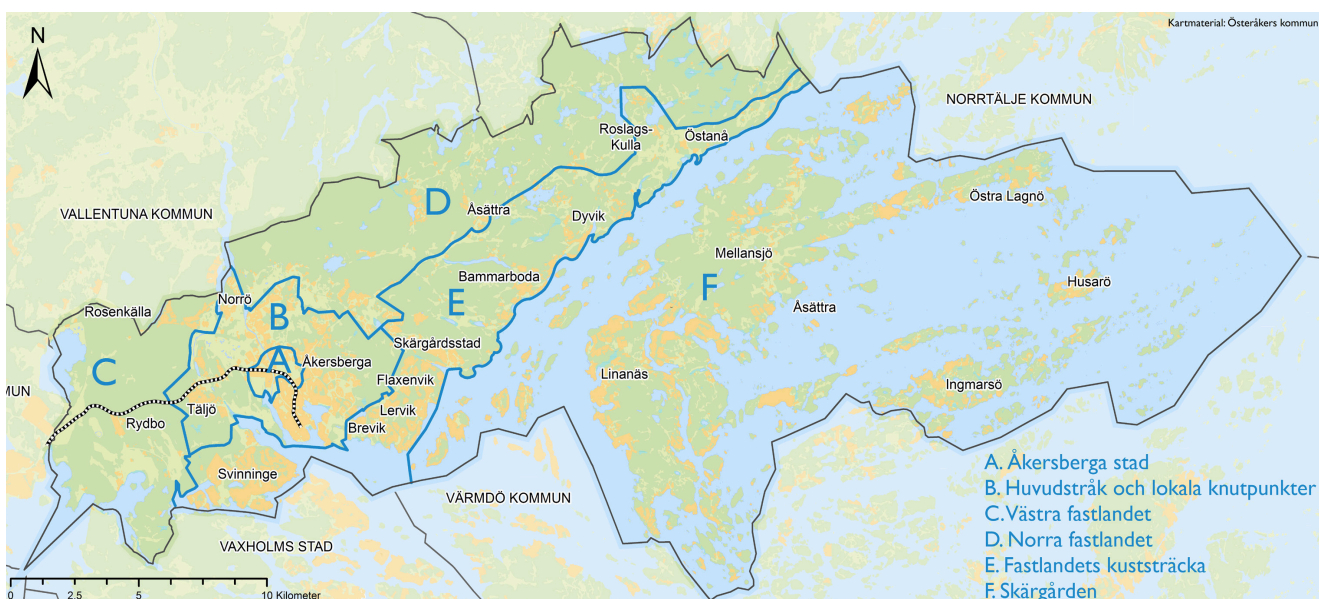 Kartmaterial: Österåkers kommun
N
NORRTÄLJE KOMMUN
Roslags-
Kulla
Östanå
D
Åsättra
Dyvik
Östra Lagnö
VALLENTUNA KOMMUN
Mellansjö
Bammarboda
F
Husarö
Norrö
E
Åsättra
Rosenkälla
B
Skärgårdsstad
A
Åkersberga
C
Linanäs
Flaxenvik
Ingmarsö
MUN
Täljö
Lervik
Rydbo
Brevik
Svinninge
VÄRMDÖ KOMMUN
VAXHOLMS STAD
A. Åkersberga stad
B. Huvudstråk och lokala knutpunkter
C. Västra fastlandet
D. Norra fastlandet
E. Fastlandets kuststräcka
F. Skärgården
0 2.5 5 10 Kilometer